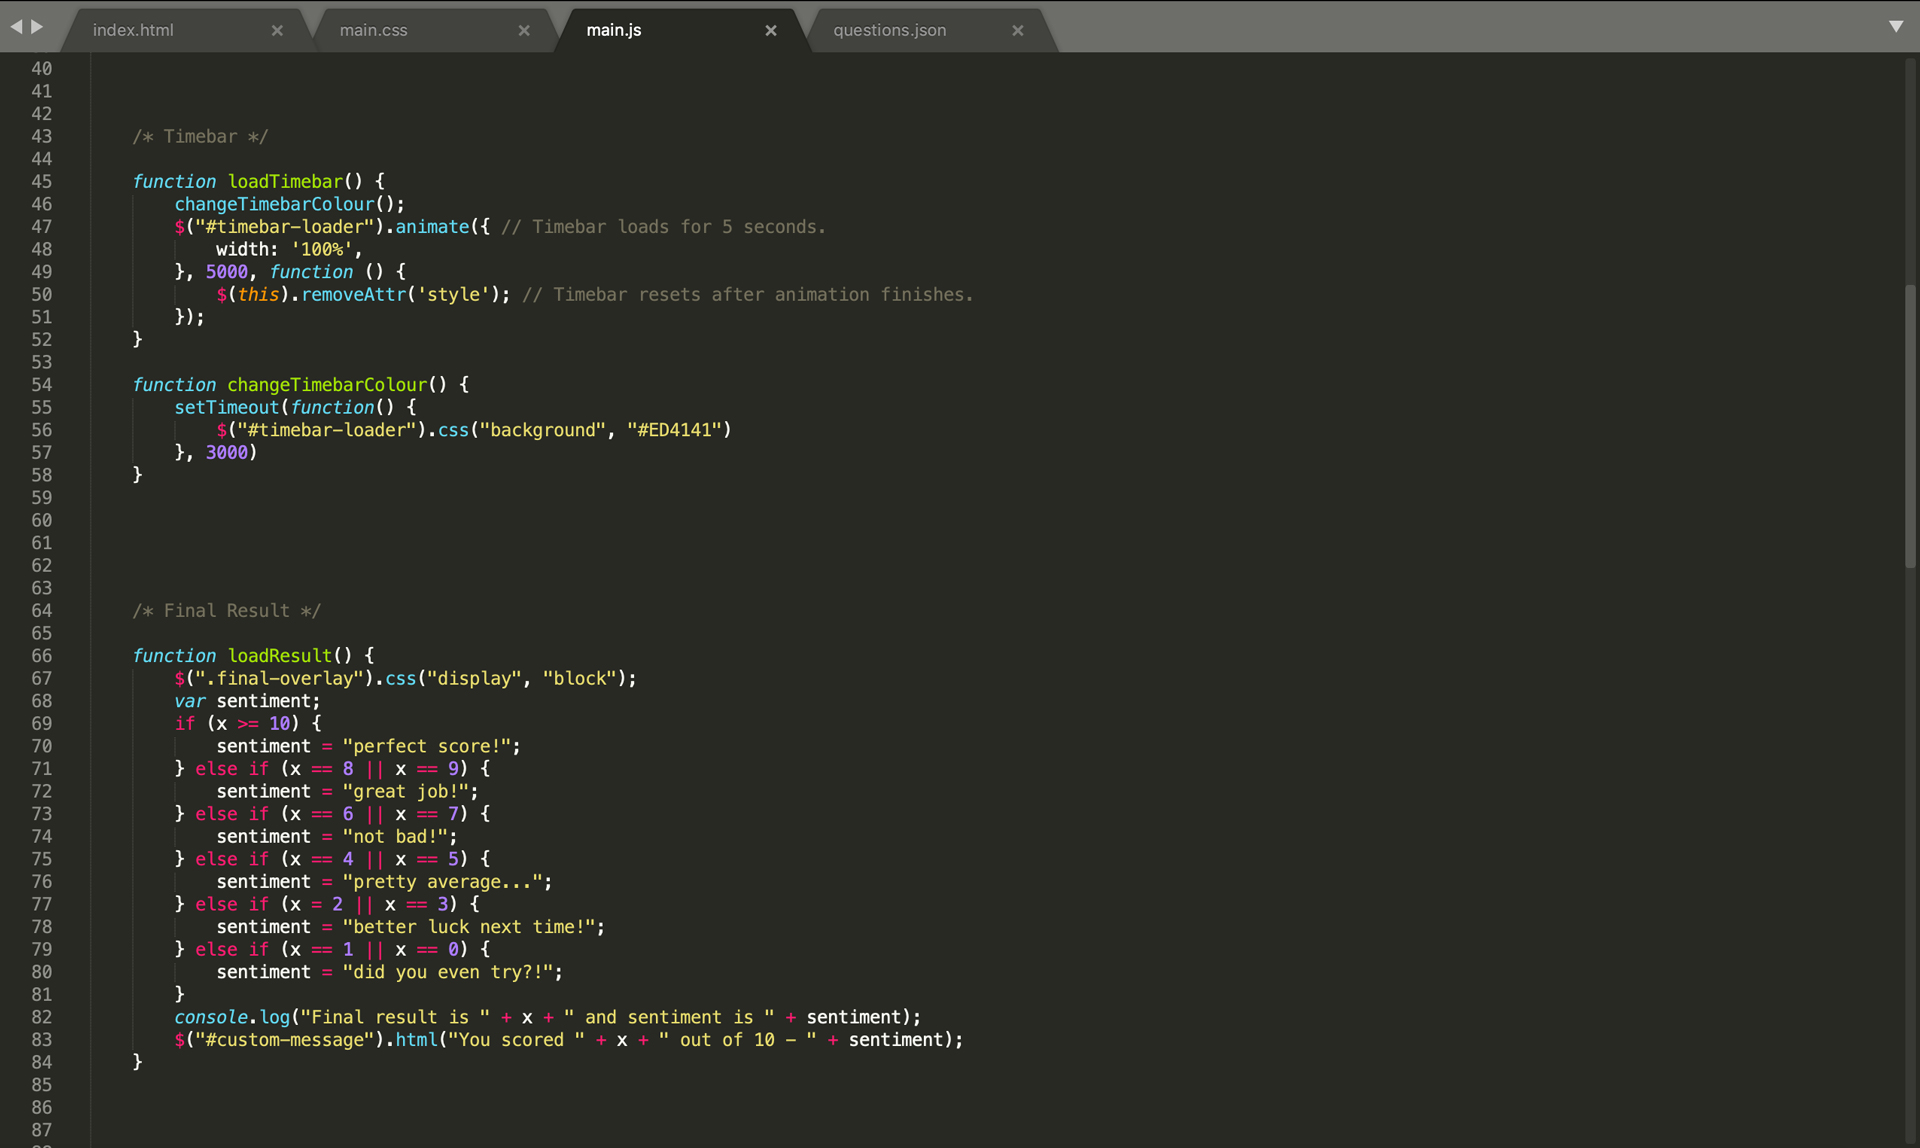 index.html × main.css × main.js × questions.json ×
40
41
42
43 /* Timebar */
44
45 function loadTimebar() {
46 changeTimebarColour();
47 $("#timebar-loader").animate({ // Timebar loads for 5 seconds.
48 width: '100%',
49 }, 5000, function () {
50 $(this).removeAttr('style'); // Timebar resets after animation finishes.
51 });
52 }
53
54 function changeTimebarColour() {
55 setTimeout(function() {
56 $("#timebar-loader").css("background", "#ED4141")
57 }, 3000)
58 }
59
60
61
62
63
64 /* Final Result */
65
66 function loadResult() {
67 $(".final-overlay").css("display", "block");
68 var sentiment;
69 if (x >= 10) {
70 sentiment = "perfect score!";
71 } else if (x == 8 || x == 9) {
72 sentiment = "great job!";
73 } else if (x == 6 || x == 7) {
74 sentiment = "not bad!";
75 } else if (x == 4 || x == 5) {
76 sentiment = "pretty average...";
77 } else if (x = 2 || x == 3) {
78 sentiment = "better luck next time!";
79 } else if (x == 1 || x == 0) {
80 sentiment = "did you even try?!";
81 }
82 console.log("Final result is " + x + " and sentiment is " + sentiment);
83 $("#custom-message").html("You scored " + x + " out of 10 - " + sentiment);
84 }
85
86
87